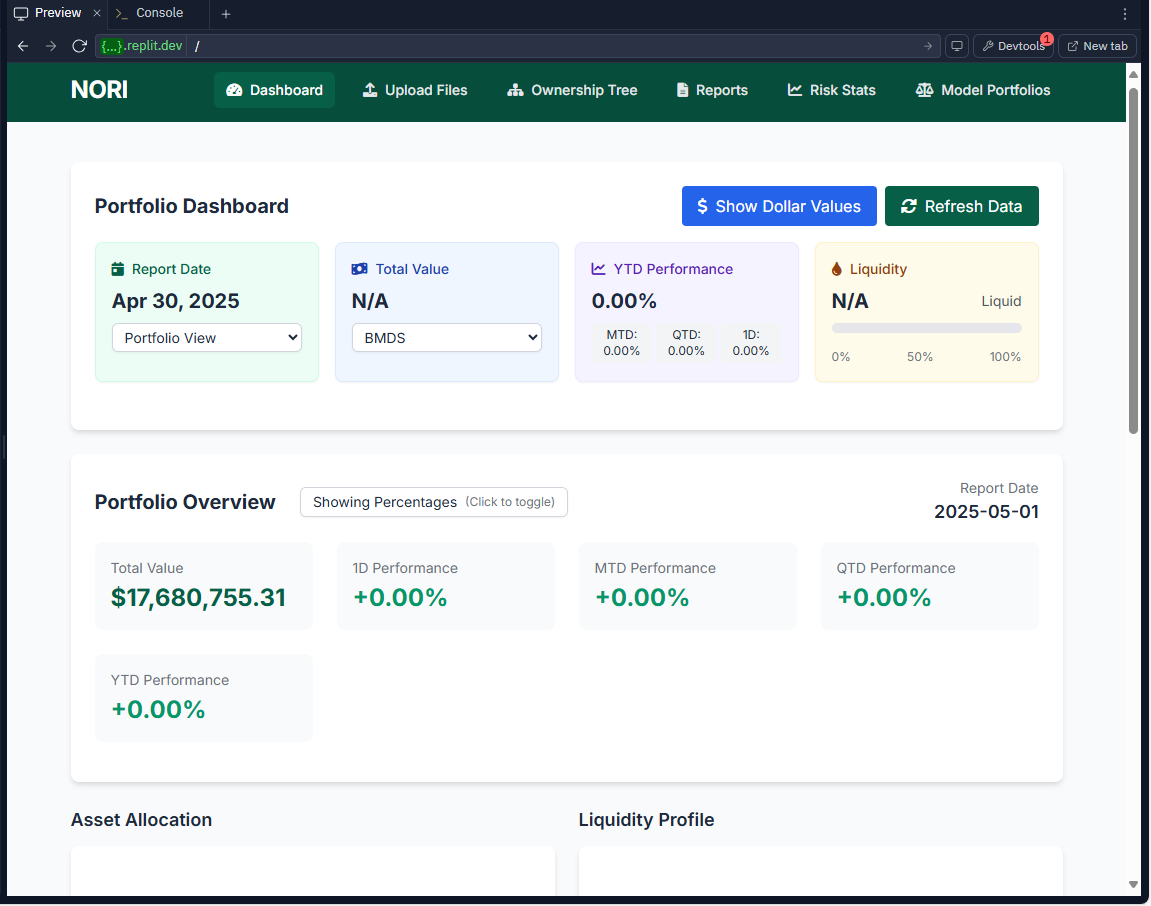 Preview × >_ Console +
{...}.replit.dev / Devtools 1 New tab
NORI Dashboard Upload Files Ownership Tree Reports Risk Stats Model Portfolios
Portfolio Dashboard $ Show Dollar Values Refresh Data
Report Date
Apr 30, 2025
Portfolio View
Total Value
N/A
BMDS
YTD Performance
0.00%
MTD: QTD: 1D:
0.00% 0.00% 0.00%
Liquidity
N/A Liquid
0% 50% 100%
Portfolio Overview Showing Percentages (Click to toggle)
Report Date
2025-05-01
Total Value
$17,680,755.31
1D Performance
+0.00%
MTD Performance
+0.00%
QTD Performance
+0.00%
YTD Performance
+0.00%
Asset Allocation Liquidity Profile